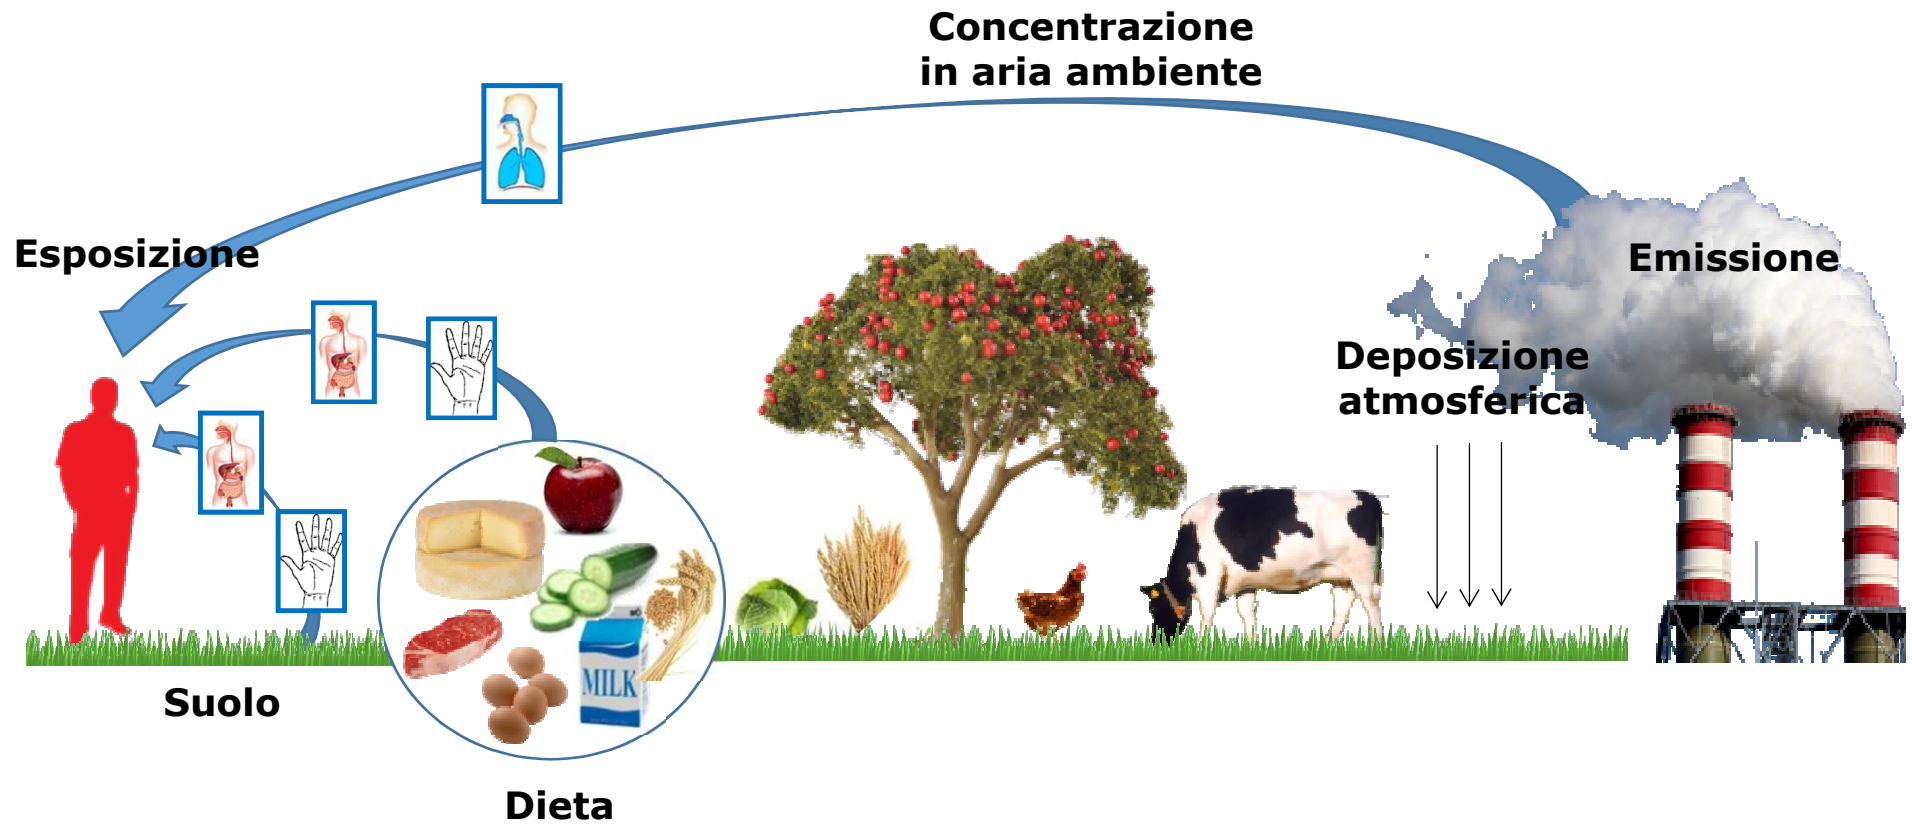 Concentrazione
in aria ambiente
Esposizione
Emissione
Deposizione
atmosferica
MILK
Suolo
Dieta